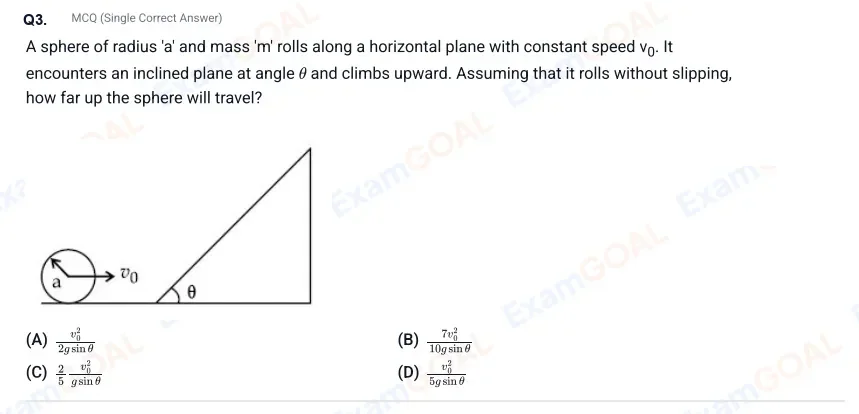 Q3. MCQ (Single Correct Answer)
A sphere of radius 'a' and mass 'm' rolls along a horizontal plane with constant speed v₀. It
encounters an inclined plane at angle θ and climbs upward. Assuming that it rolls without slipping,
how far up the sphere will travel?
a v₀ θ
(A) v₀²/(2g sin θ) (B) 7v₀²/(10g sin θ)
(C) 2/5 v₀²/(g sin θ) (D) v₀²/(5g sin θ)
ExamGOAL